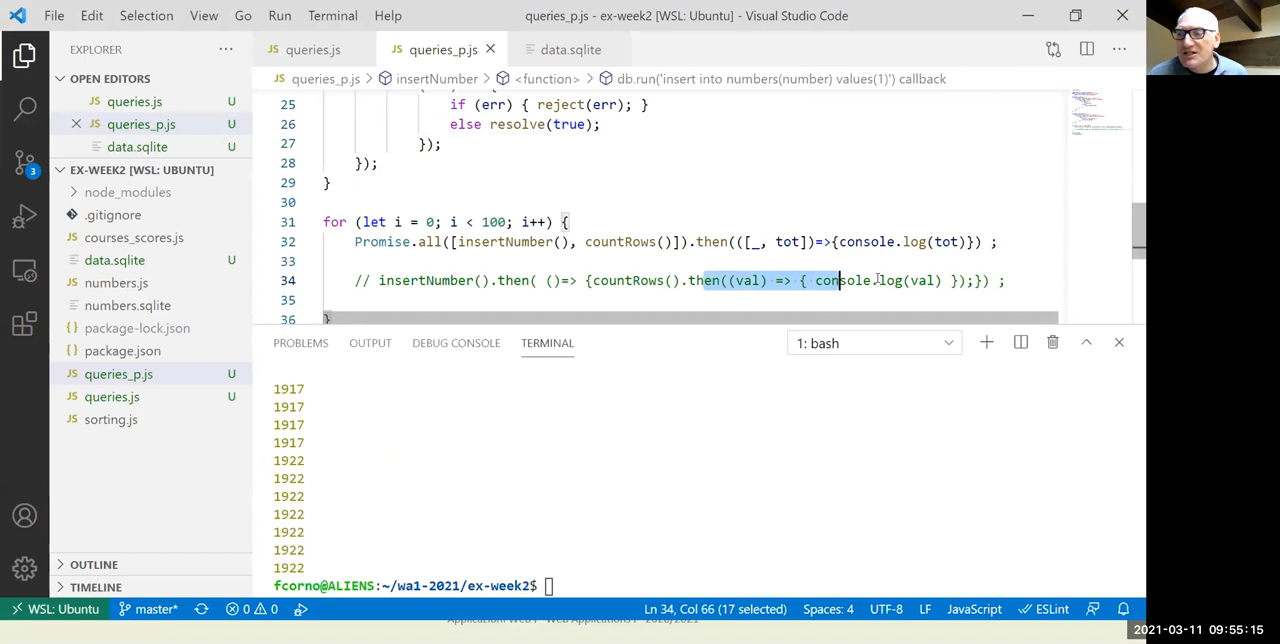 File Edit Selection View Go Run Terminal Help queries_p.js - ex-week2 [WSL: Ubuntu] - Visual Studio Code
EXPLORER
OPEN EDITORS
JS queries.js U
JS queries_p.js U
data.sqlite U
EX-WEEK2 [WSL: UBUNTU]
node_modules
.gitignore
JS courses_scores.js
data.sqlite U
JS numbers.js
numbers.sqlite
{} package-lock.json
{} package.json
JS queries_p.js U
JS queries.js U
JS sorting.js
OUTLINE
TIMELINE
3
JS queries.js JS queries_p.js data.sqlite
JS queries_p.js > insertNumber > <function> > db.run('insert into numbers(number) values(1)') callback
25 if (err) { reject(err); }
26 else resolve(true);
27 });
28 });
29 }
30
31 for (let i = 0; i < 100; i++) {
32 Promise.all([insertNumber(), countRows()]).then(([_, tot])=>{console.log(tot)}) ;
33
34 // insertNumber().then( ()=> {countRows().then((val) => { console.log(val) });}) ;
35
36 }
PROBLEMS OUTPUT DEBUG CONSOLE TERMINAL 1: bash
1917
1917
1917
1917
1922
1922
1922
1922
1922
1922
1922
fcorno@ALIENS:~/wa1-2021/ex-week2$
WSL: Ubuntu master* 0 0 Ln 34, Col 66 (17 selected) Spaces: 4 UTF-8 LF JavaScript ESLint
Applicazioni Web I - Web Applications I - 2020/2021
2021-03-11 09:55:15